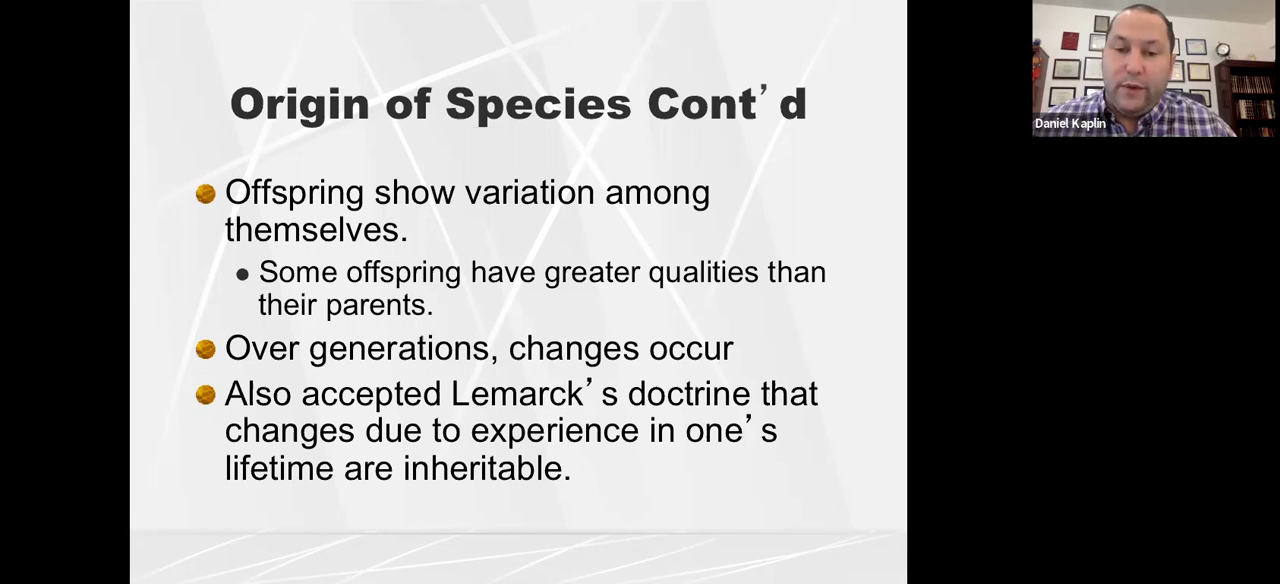 Origin of Species Cont’d
Offspring show variation among
themselves.
Some offspring have greater qualities than
their parents.
Over generations, changes occur
Also accepted Lemarck’s doctrine that
changes due to experience in one’s
lifetime are inheritable.
Daniel Kaplin